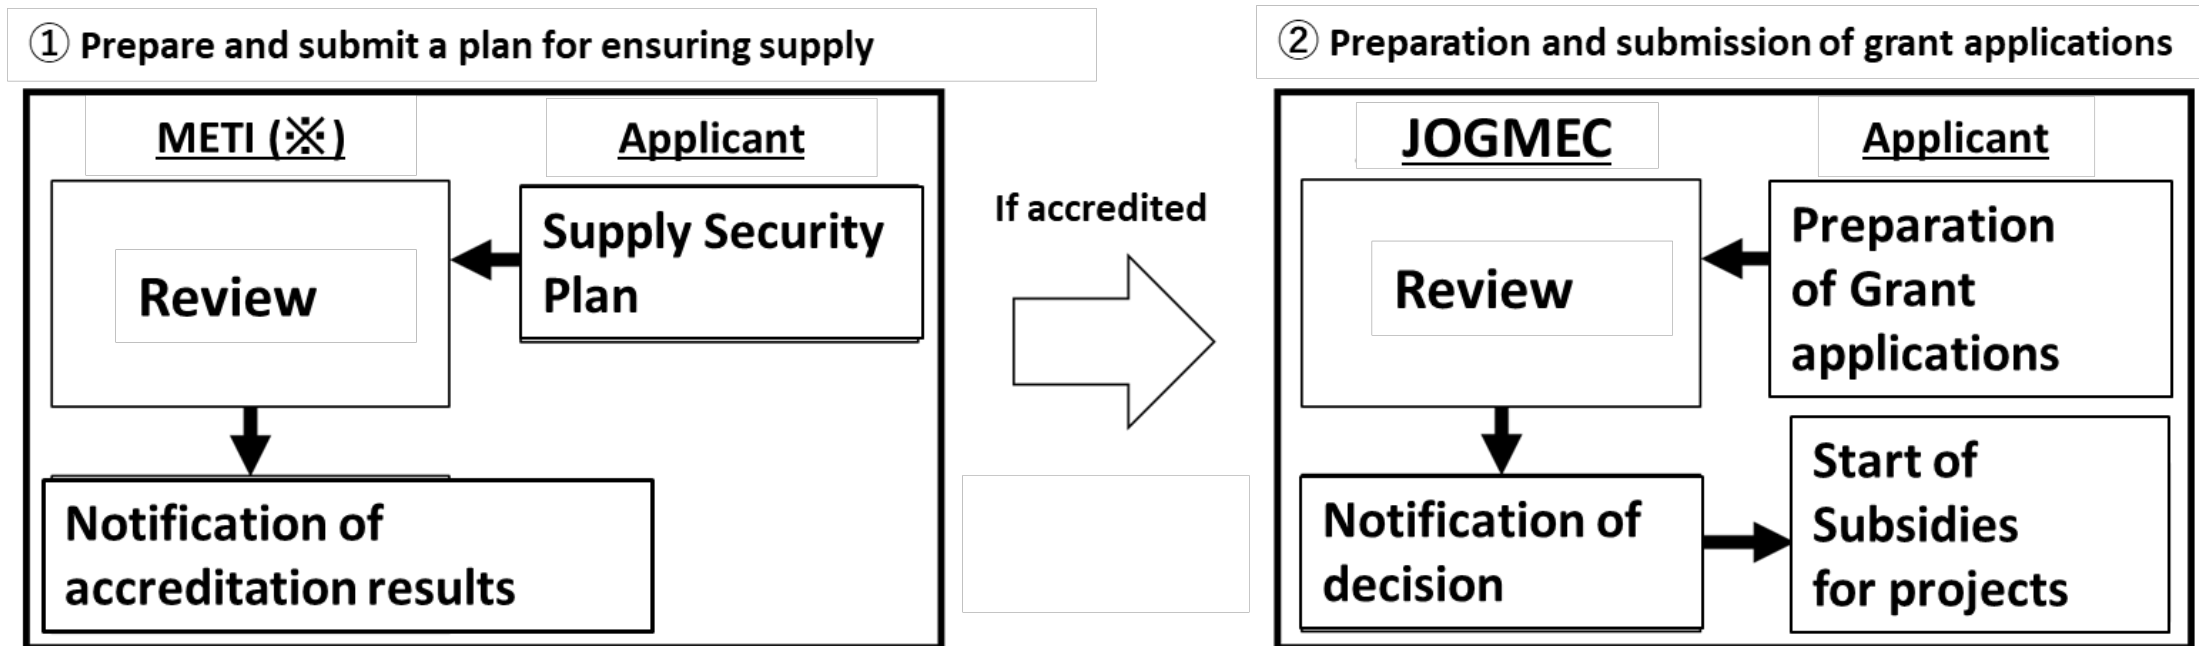 ① Prepare and submit a plan for ensuring supply
METI (※)
Applicant
Supply Security
Plan
Review
Notification of
accreditation results
If accredited
② Preparation and submission of grant applications
JOGMEC
Applicant
Preparation
of Grant
applications
Review
Notification of
decision
Start of
Subsidies
for projects